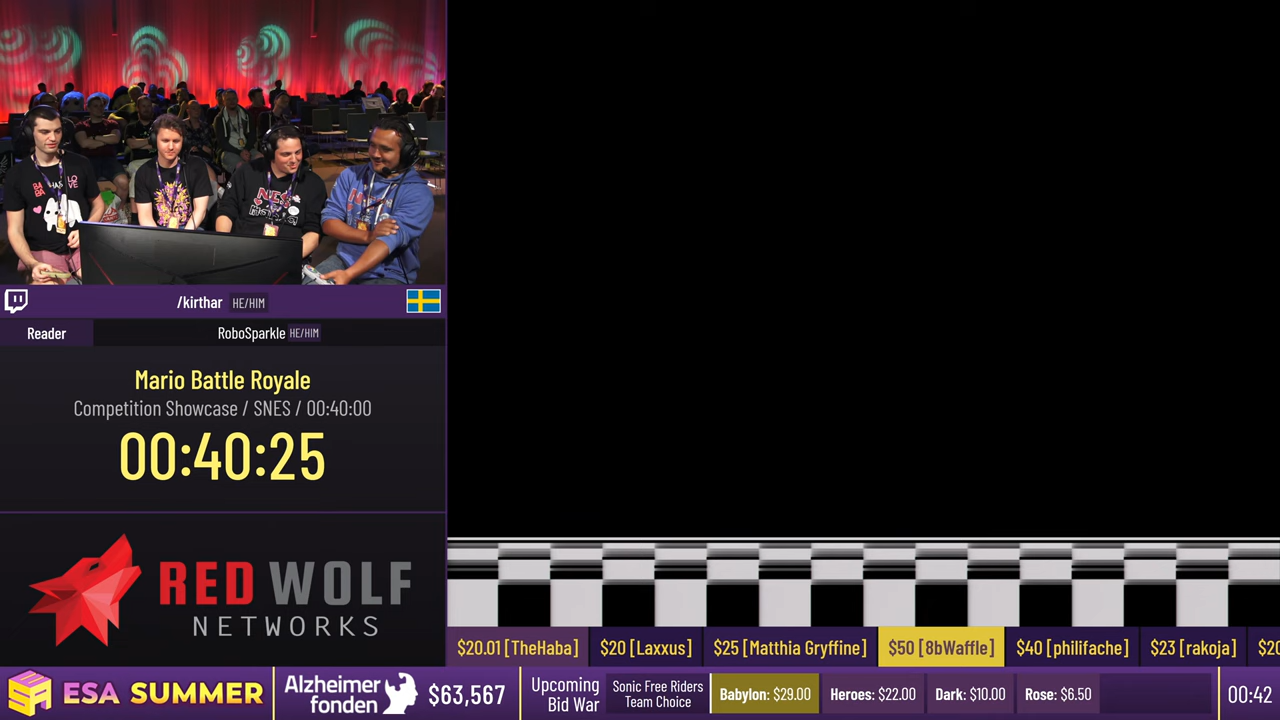 /kirthar HE/HIM
Reader
RoboSparkle HE/HIM
Mario Battle Royale
Competition Showcase / SNES / 00:40:00
00:40:25
RED WOLF
NETWORKS
$20.01 [TheHaba]
$20 [Laxxus]
$25 [Matthia Gryffine]
$50 [8bWaffle]
$40 [philifache]
$23 [rakoja]
ESA SUMMER
Alzheimer
fonden
$63,567
Upcoming
Bid War
Sonic Free Riders
Team Choice
Babylon: $29.00
Heroes: $22.00
Dark: $10.00
Rose: $6.50
00:42